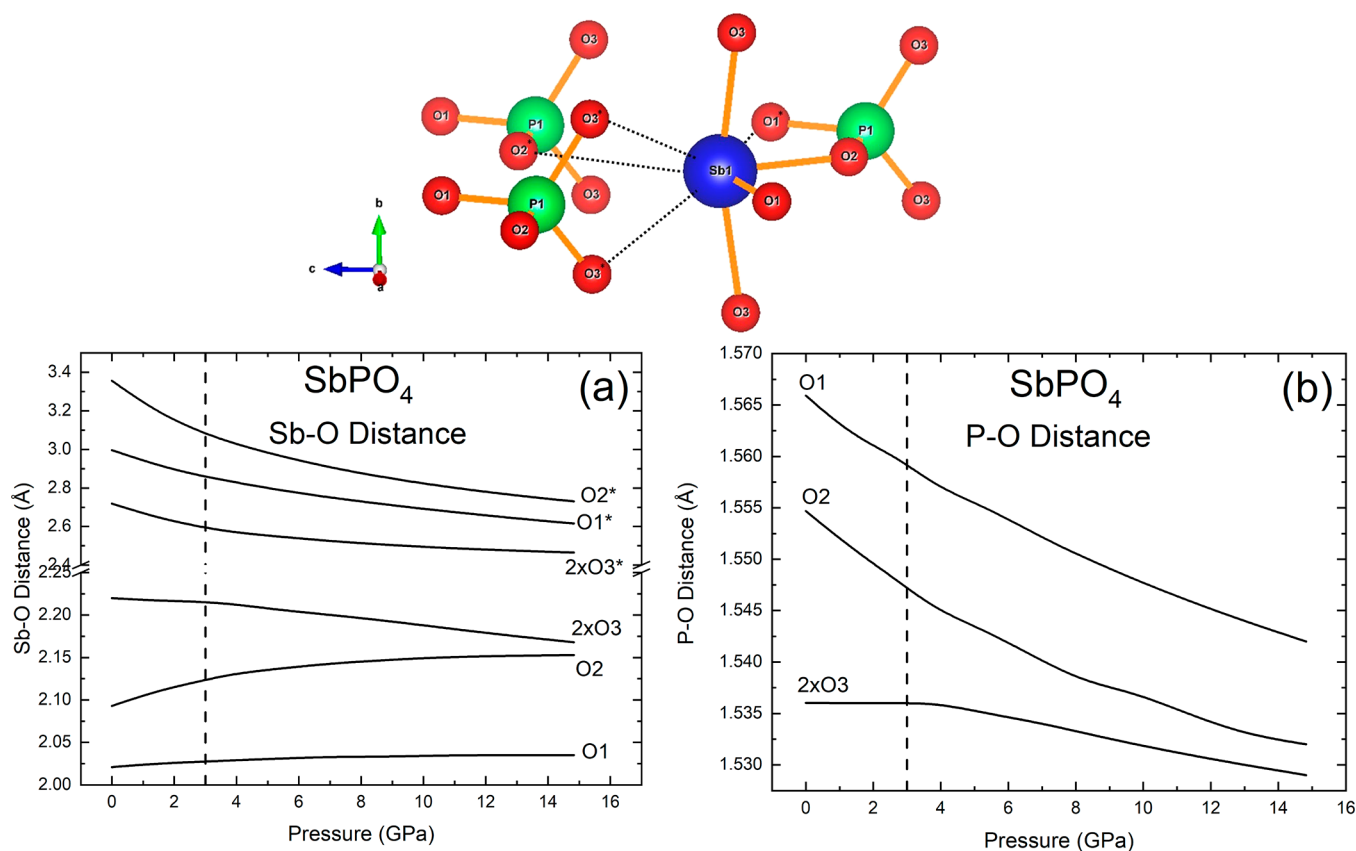 O3
O3
O3
O1
P1
O3*
O1*
P1
O2*
O2
Sb1
O1
P1
O3
O1
O3
O2
b
O3*
c
a
O3
SbPO4
(a)
Sb-O Distance
Sb-O Distance (Å)
3.4
3.2
3.0
2.8
2.6
2.4
2.25
2.20
2.15
2.10
2.05
2.00
O2*
O1*
2xO3*
2xO3
O2
O1
0 2 4 6 8 10 12 14 16
Pressure (GPa)
SbPO4
(b)
P-O Distance
P-O Distance (Å)
1.570
1.565
1.560
1.555
1.550
1.545
1.540
1.535
1.530
O1
O2
2xO3
0 2 4 6 8 10 12 14 16
Pressure (GPa)